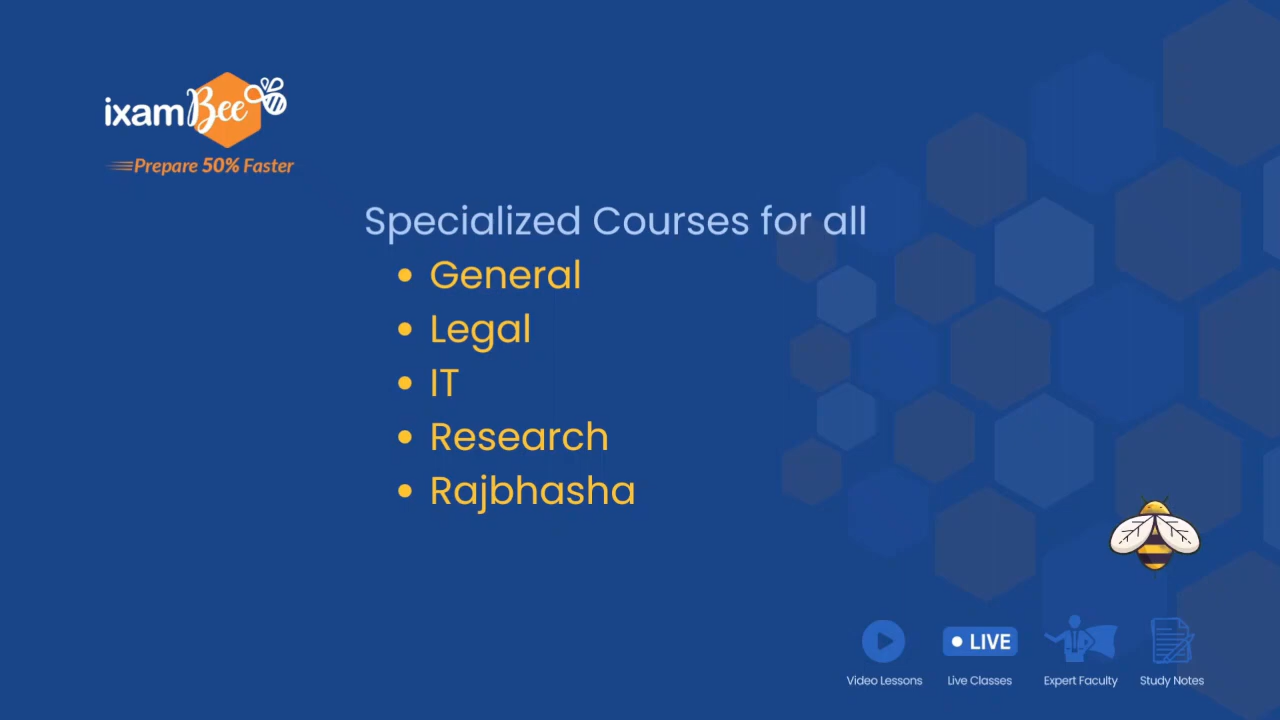 ixamBee
Prepare 50% Faster
Specialized Courses for all
• General
• Legal
• IT
• Research
• Rajbhasha
LIVE
Video Lessons
Live Classes
Expert Faculty
Study Notes